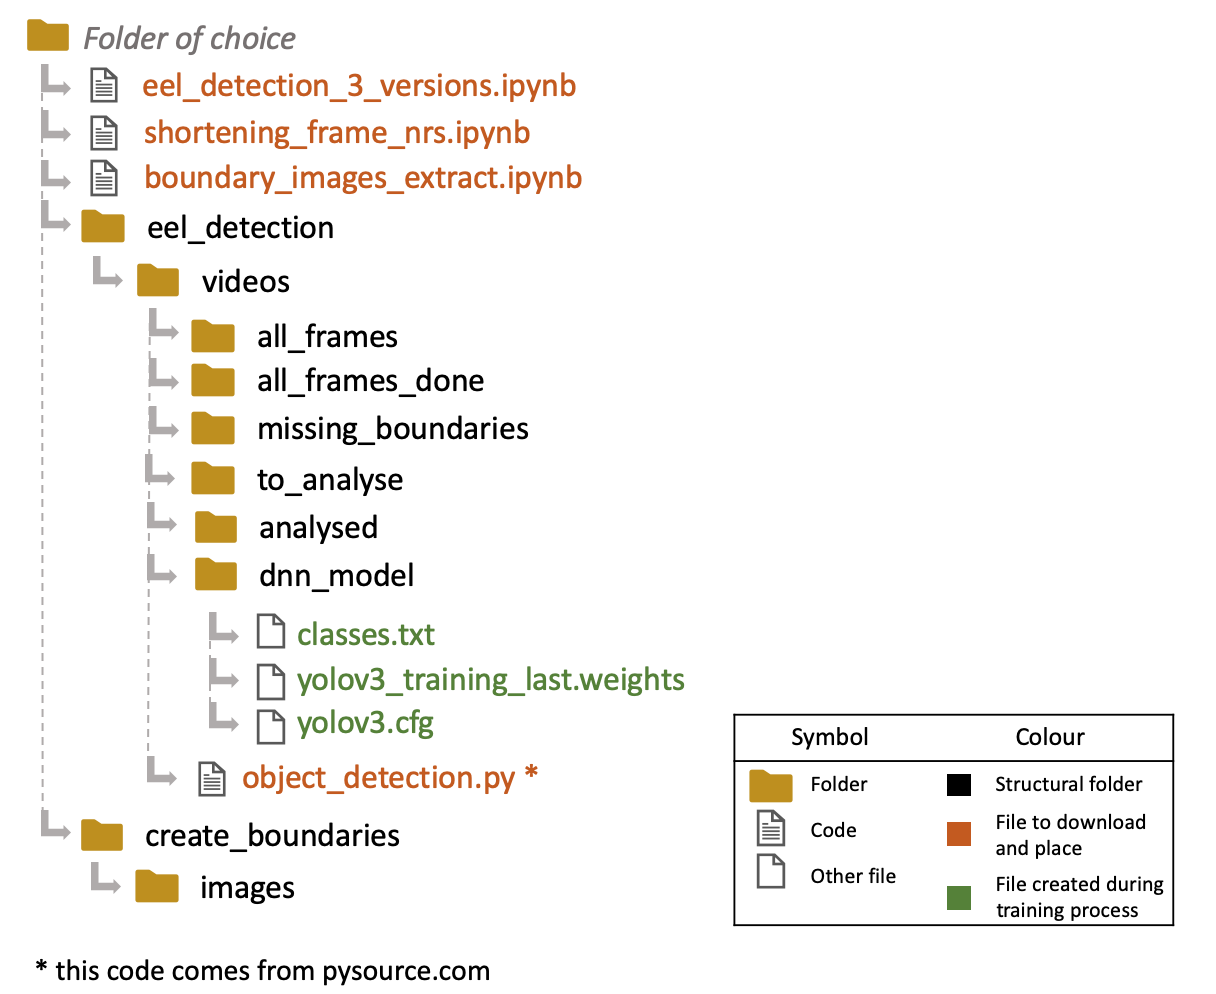 Folder of choice
eel_detection_3_versions.ipynb
shortening_frame_nrs.ipynb
boundary_images_extract.ipynb
eel_detection
videos
all_frames
all_frames_done
missing_boundaries
to_analyse
analysed
dnn_model
classes.txt
yolov3_training_last.weights
yolov3.cfg
object_detection.py *
create_boundaries
images
* this code comes from pysource.com
Symbol Colour
Folder Structural folder
Code File to download
and place
Other file File created during
training process